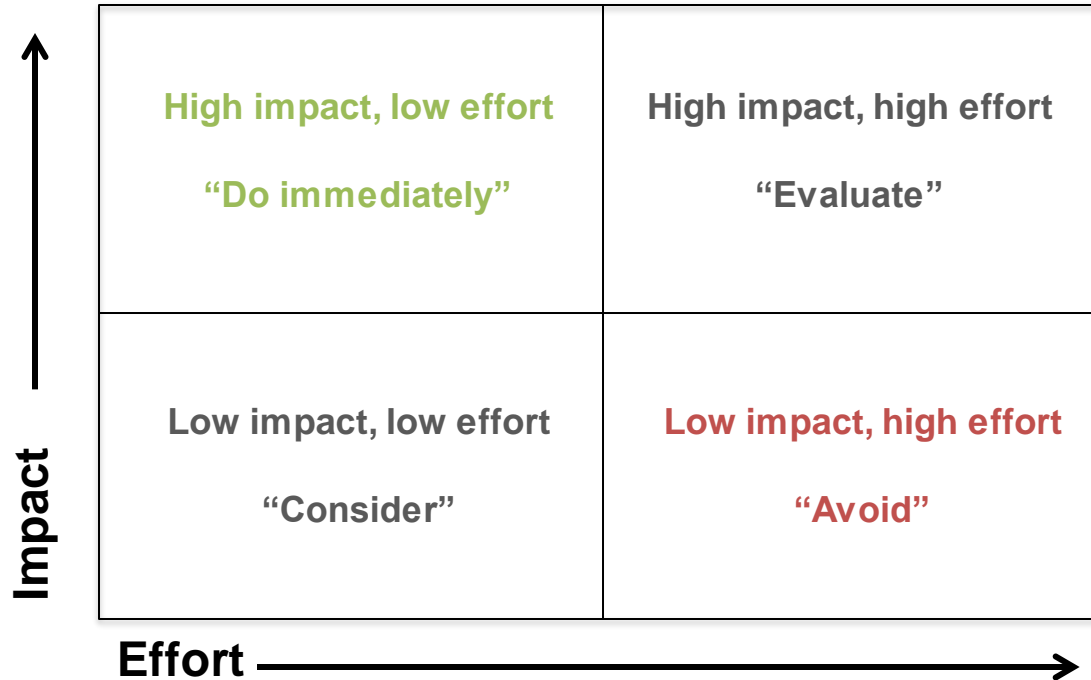 High impact, low effort
“Do immediately”
High impact, high effort
“Evaluate”
Low impact, low effort
“Consider”
Low impact, high effort
“Avoid”
Impact
Effort